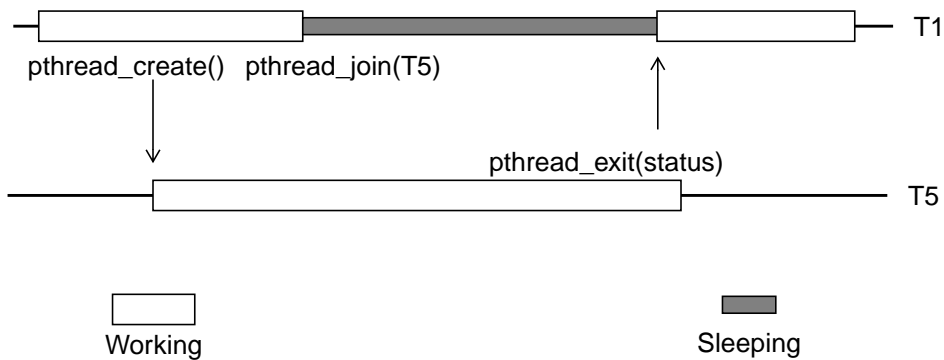 T1
pthread_create() pthread_join(T5)
pthread_exit(status)
T5
Working
Sleeping